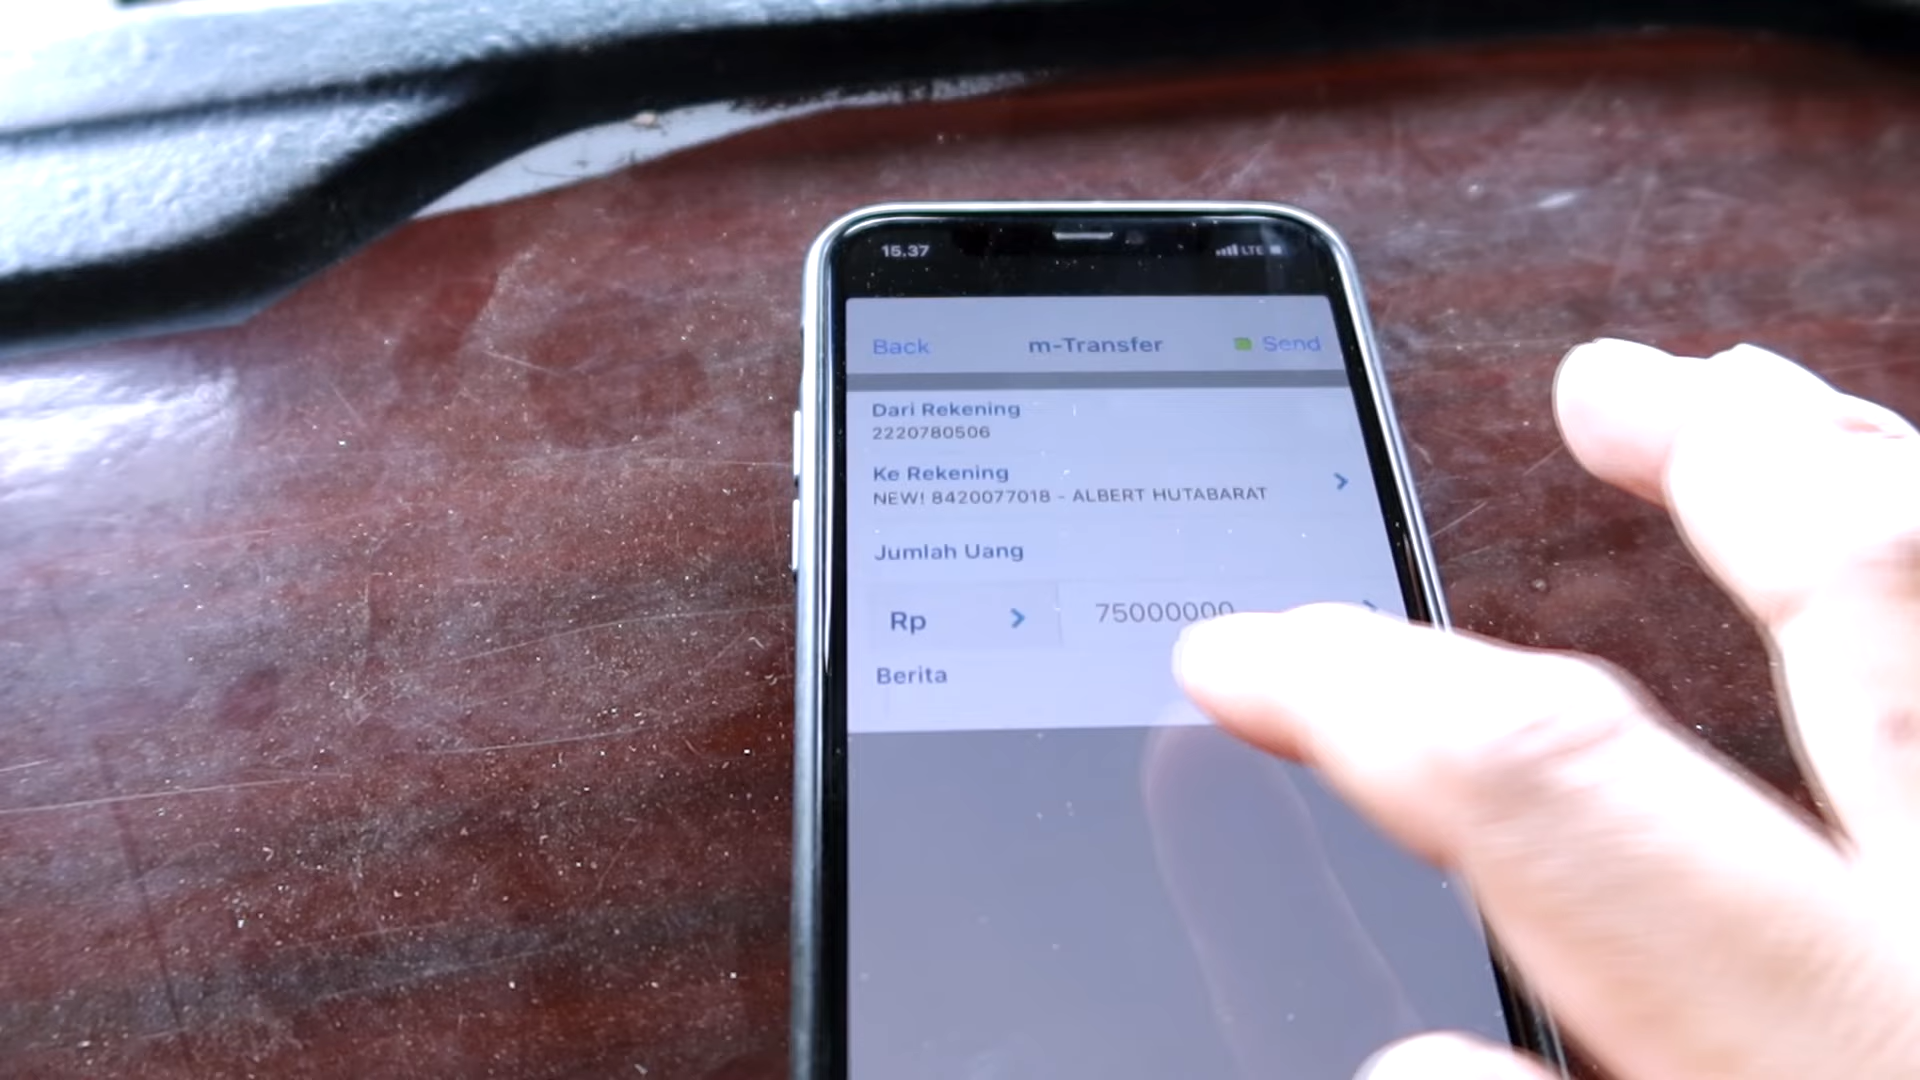 15.37 LTE
Back m-Transfer Send
Dari Rekening
2220780506
Ke Rekening
NEW! 8420077018 - ALBERT HUTABARAT
Jumlah Uang
Rp 75000000
Berita